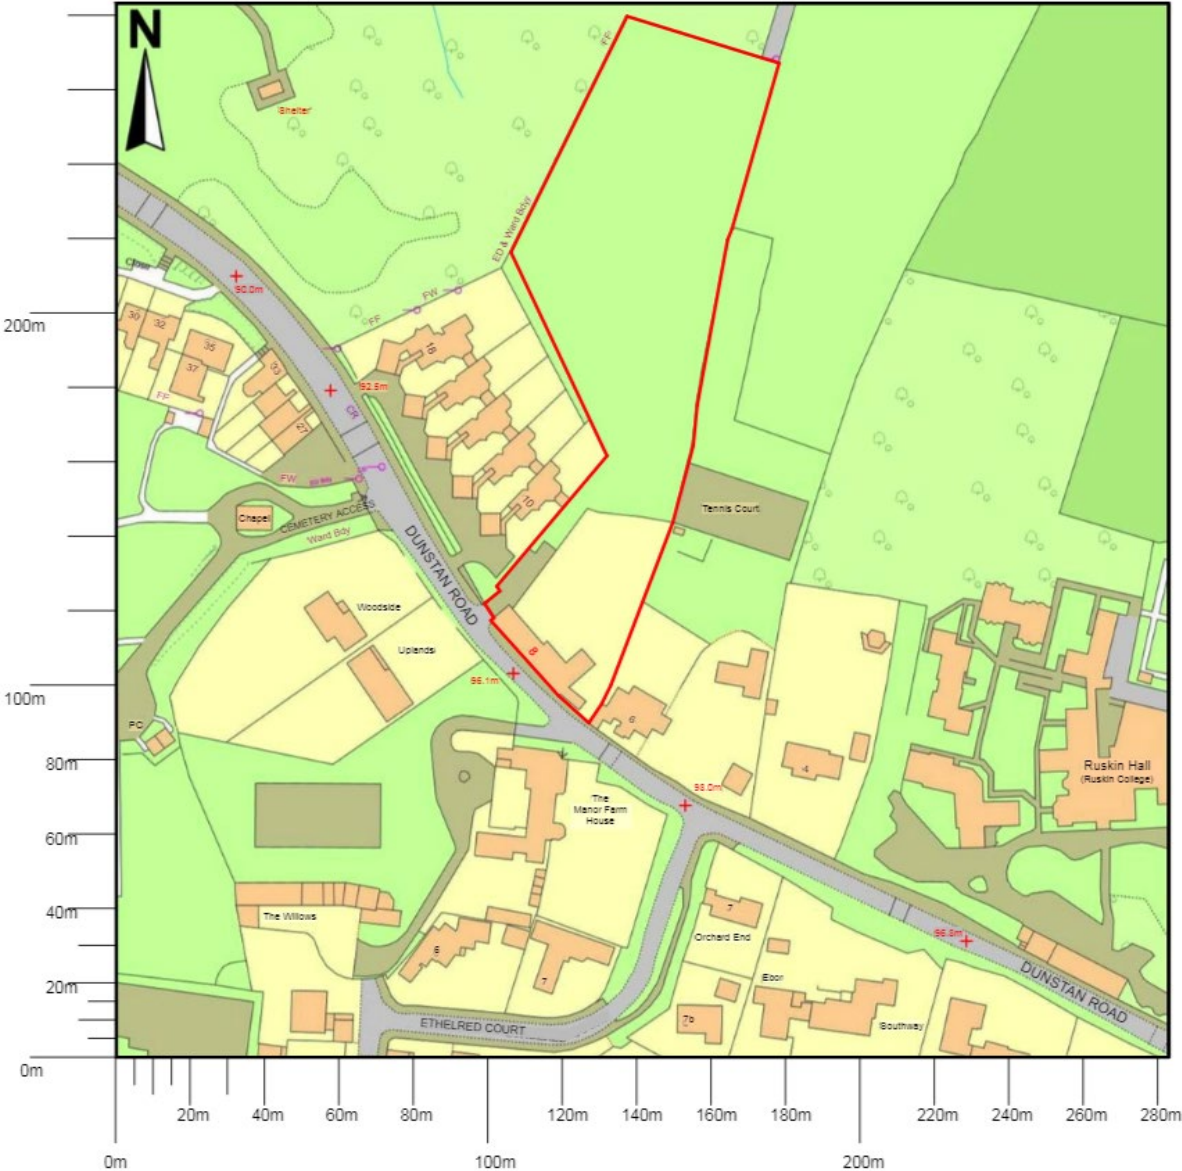 N
FF
Shelter
ED & Ward Bdy
90.0m
FW
FF
30
32
35
37
33
27
18
92.5m
CR
FF
200m
FW
10
Chapel
CEMETERY ACCESS
Ward Bdy
Tennis Court
DUNSTAN ROAD
Woodside
Uplands
8
96.1m
100m
6
PC
80m
4
Ruskin Hall
(Ruskin College)
98.0m
The
Manor Farm
House
60m
40m
The Willows
7
Orchard End
96.8m
6
7
Ebor
20m
DUNSTAN ROAD
7b
Southway
ETHELRED COURT
0m
20m
40m
60m
80m
120m
140m
160m
180m
220m
240m
260m
280m
0m
100m
200m